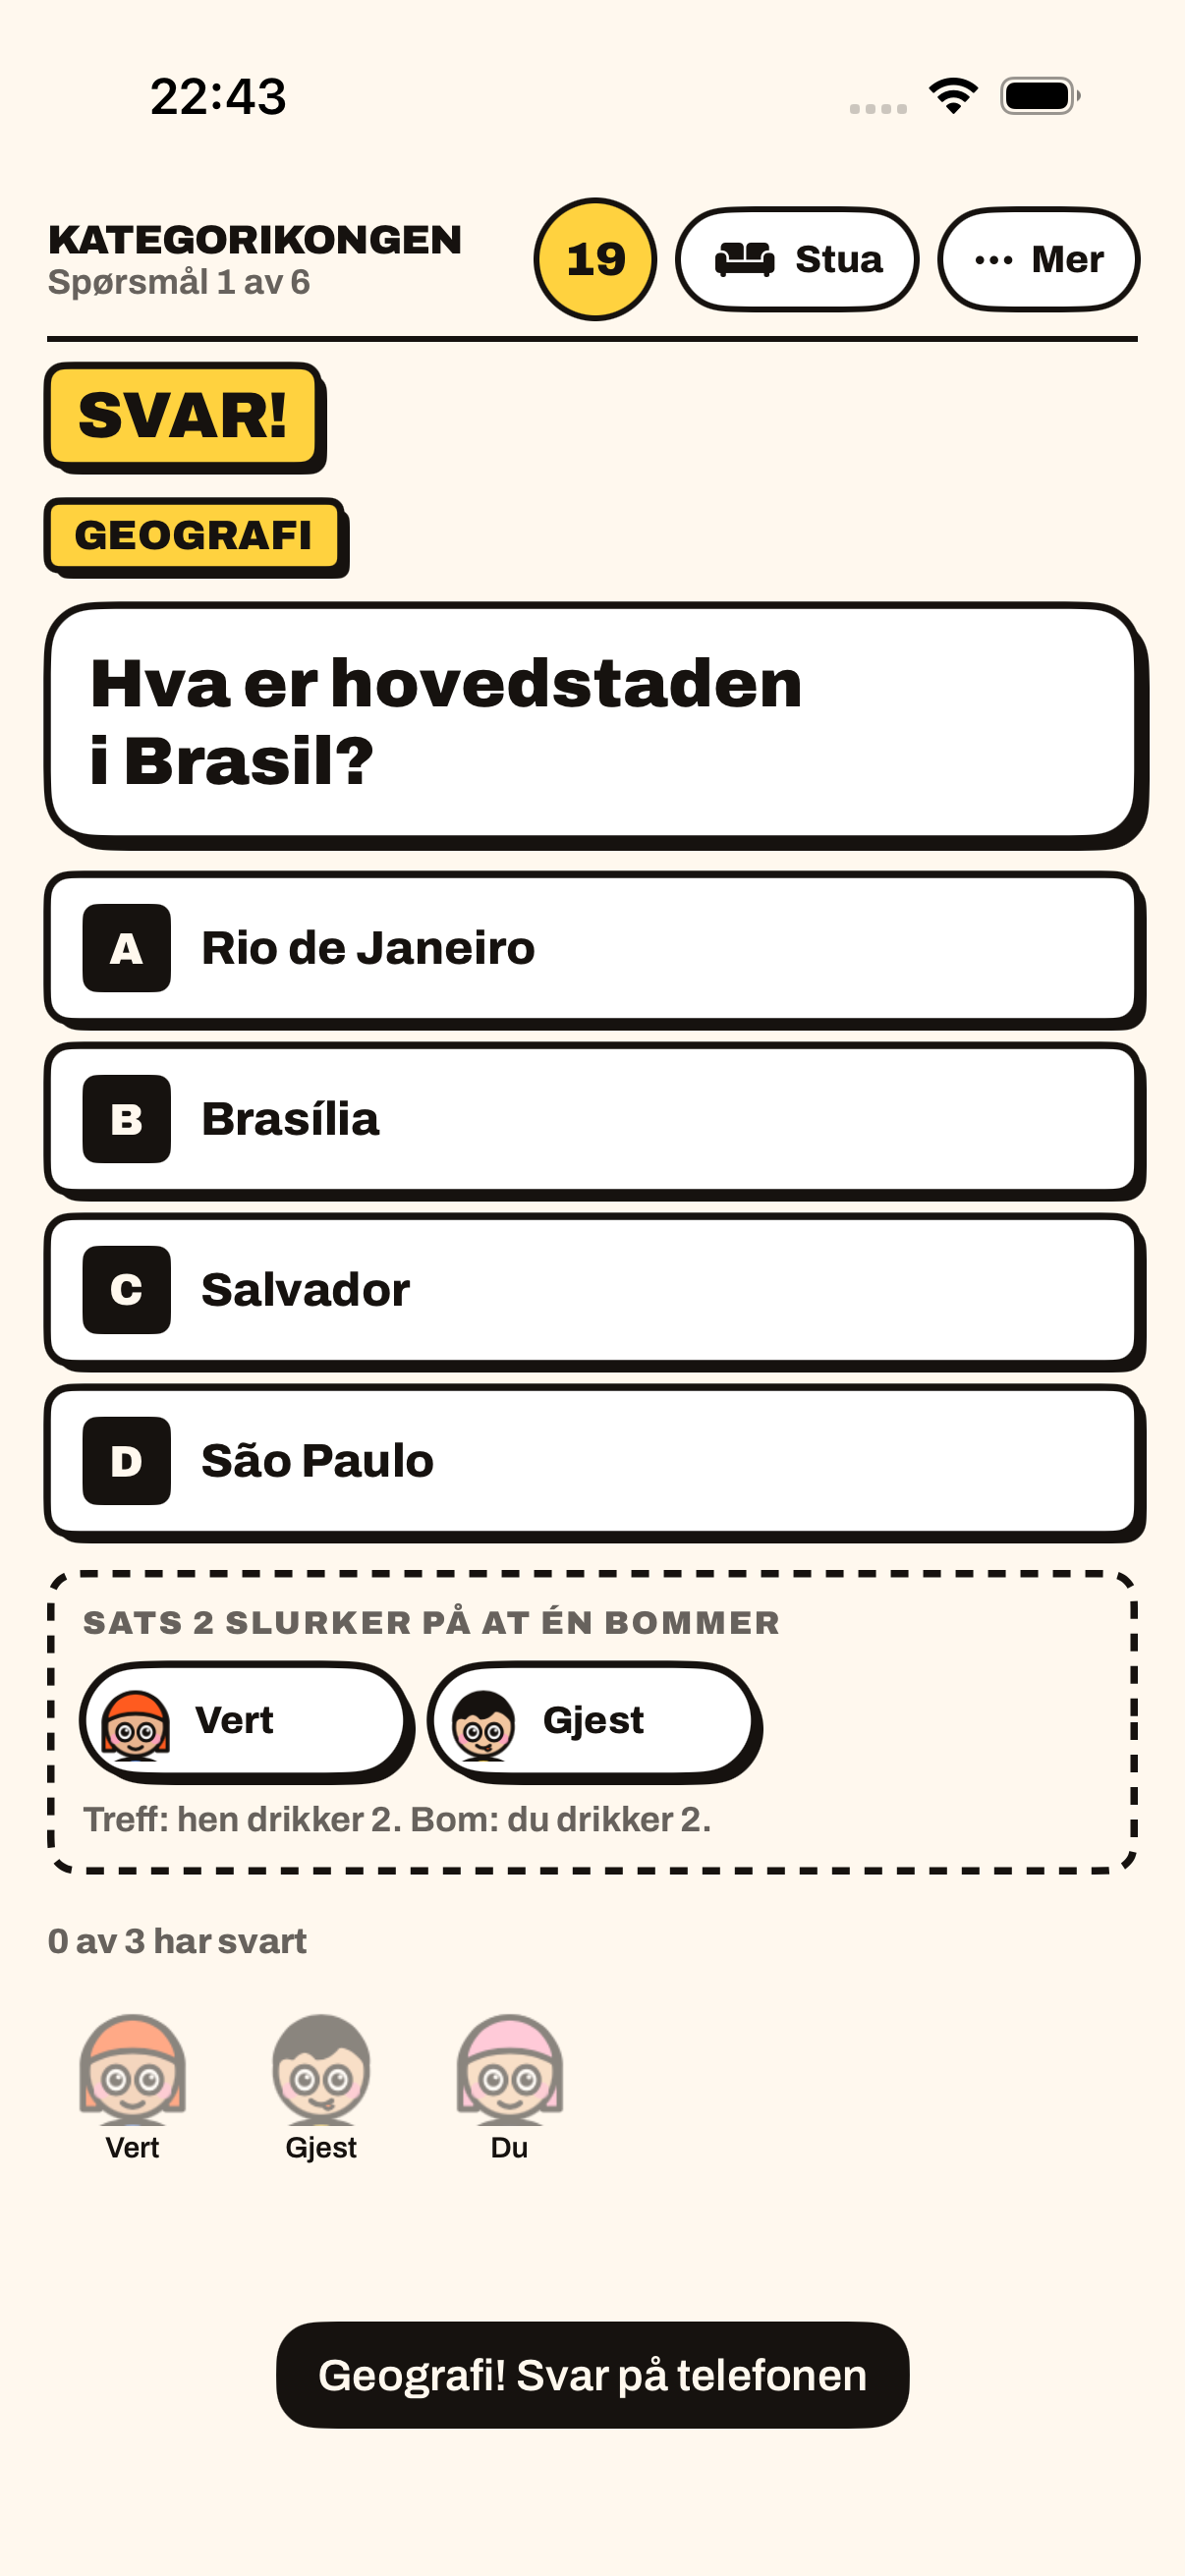 22:43
KATEGORIKONGEN
Spørsmål 1 av 6
19
Stua
Mer
SVAR!
GEOGRAFI
Hva er hovedstaden
i Brasil?
A Rio de Janeiro
B Brasília
C Salvador
D São Paulo
SATS 2 SLURKER PÅ AT ÉN BOMMER
Vert
Gjest
Treff: hen drikker 2. Bom: du drikker 2.
0 av 3 har svart
Vert
Gjest
Du
Geografi! Svar på telefonen